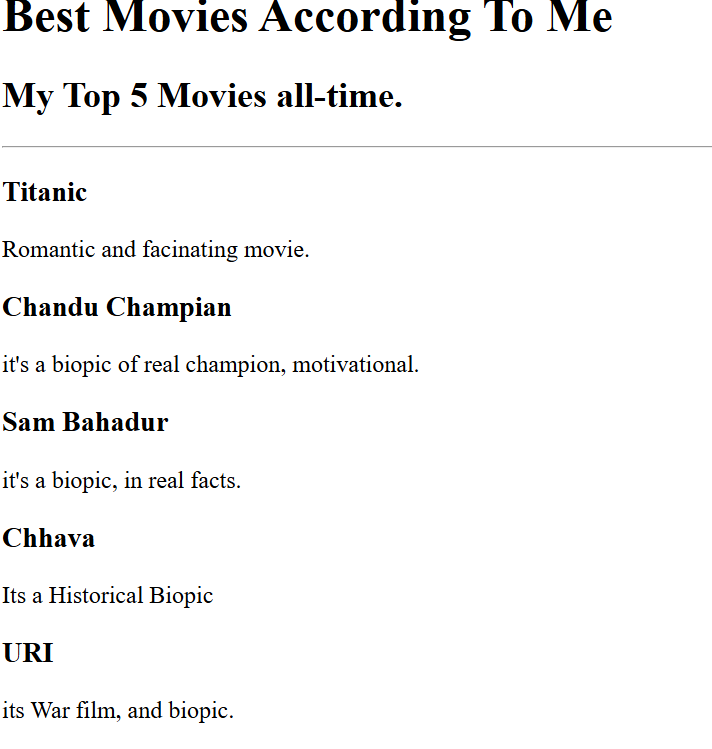 Best Movies According To Me
My Top 5 Movies all-time.
Titanic
Romantic and facinating movie.
Chandu Champian
it's a biopic of real champion, motivational.
Sam Bahadur
it's a biopic, in real facts.
Chhava
Its a Historical Biopic
URI
its War film, and biopic.